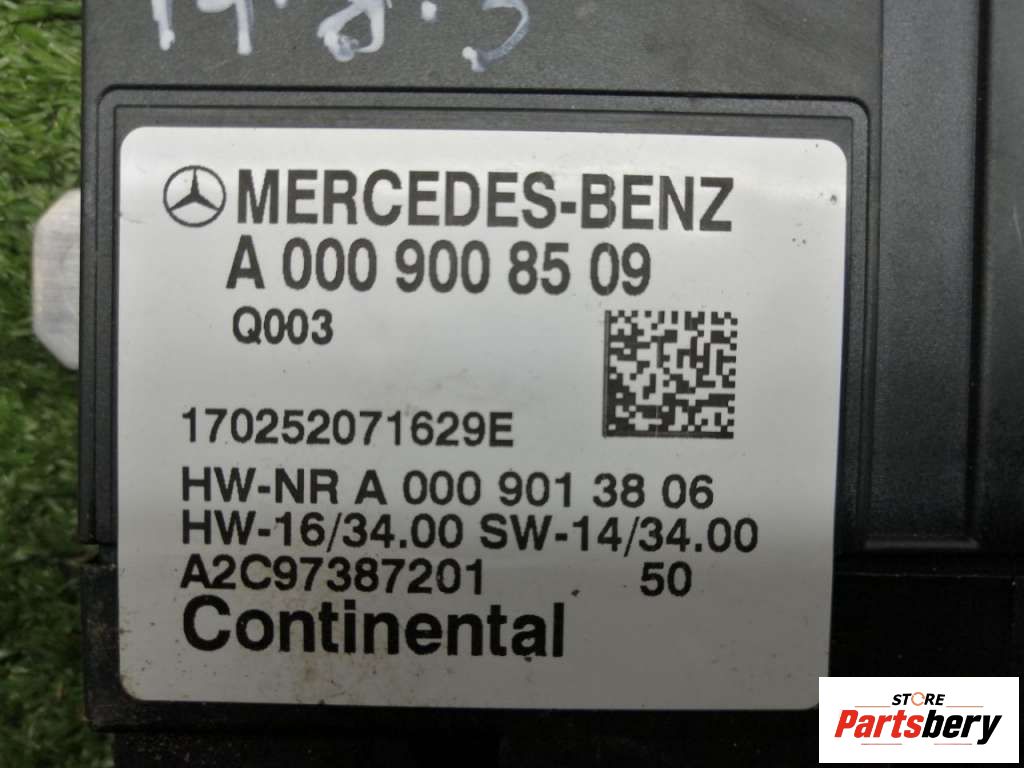 MERCEDES-BENZ
A 000 900 85 09
Q003
170252071629E
HW-NR A 000 901 38 06
HW-16/34.00 SW-14/34.00
A2C97387201 50
Continental
STORE
Partsbery